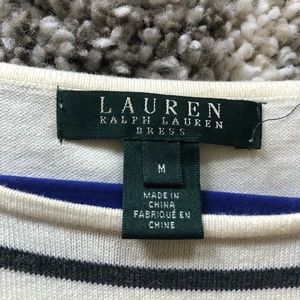 LAUREN
RALPH LAUREN
DRESS
M
MADE IN
CHINA
FABRIQUÉ EN
CHINE